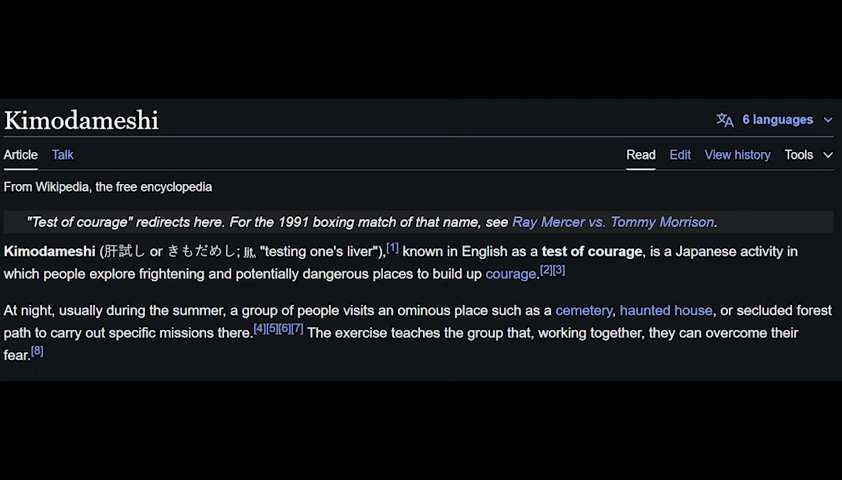 Kimodameshi
6 languages
Article Talk Read Edit View history Tools
From Wikipedia, the free encyclopedia
"Test of courage" redirects here. For the 1991 boxing match of that name, see Ray Mercer vs. Tommy Morrison.
Kimodameshi (肝試し or きもだめし; lit. "testing one's liver"),[1] known in English as a test of courage, is a Japanese activity in
which people explore frightening and potentially dangerous places to build up courage.[2][3]
At night, usually during the summer, a group of people visits an ominous place such as a cemetery, haunted house, or secluded forest
path to carry out specific missions there.[4][5][6][7] The exercise teaches the group that, working together, they can overcome their
fear.[8]